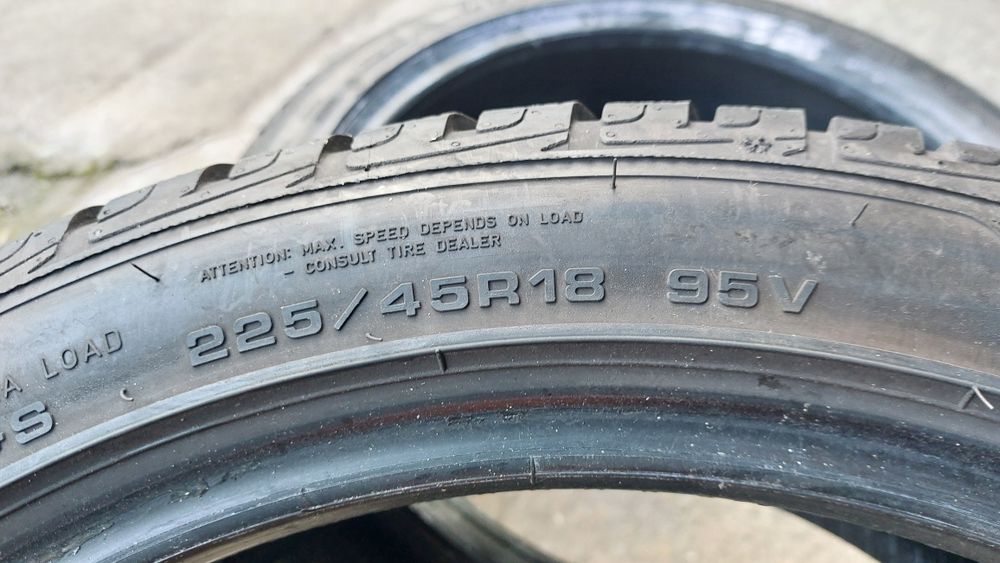 ATTENTION: MAX. SPEED DEPENDS ON LOAD
- CONSULT TIRE DEALER
225/45R18 95V
A LOAD
+S